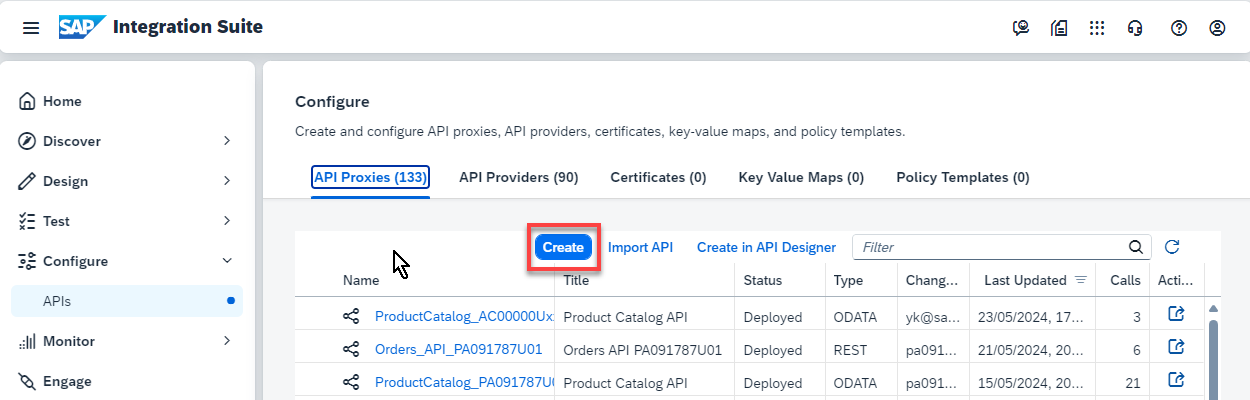 SAP Integration Suite
Home
Discover
Design
Test
Configure
APIs
Monitor
Engage
Configure
Create and configure API proxies, API providers, certificates, key-value maps, and policy templates.
API Proxies (133) API Providers (90) Certificates (0) Key Value Maps (0) Policy Templates (0)
Create Import API Create in API Designer Filter
Name Title Status Type Chang... Last Updated Calls Acti...
ProductCatalog_AC00000Ux Product Catalog API Deployed ODATA yk@sa... 23/05/2024, 17... 3
Orders_API_PA091787U01 Orders API PA091787U01 Deployed REST pa091... 21/05/2024, 20... 6
ProductCatalog_PA091787U Product Catalog API Deployed ODATA pa091... 15/05/2024, 20... 21